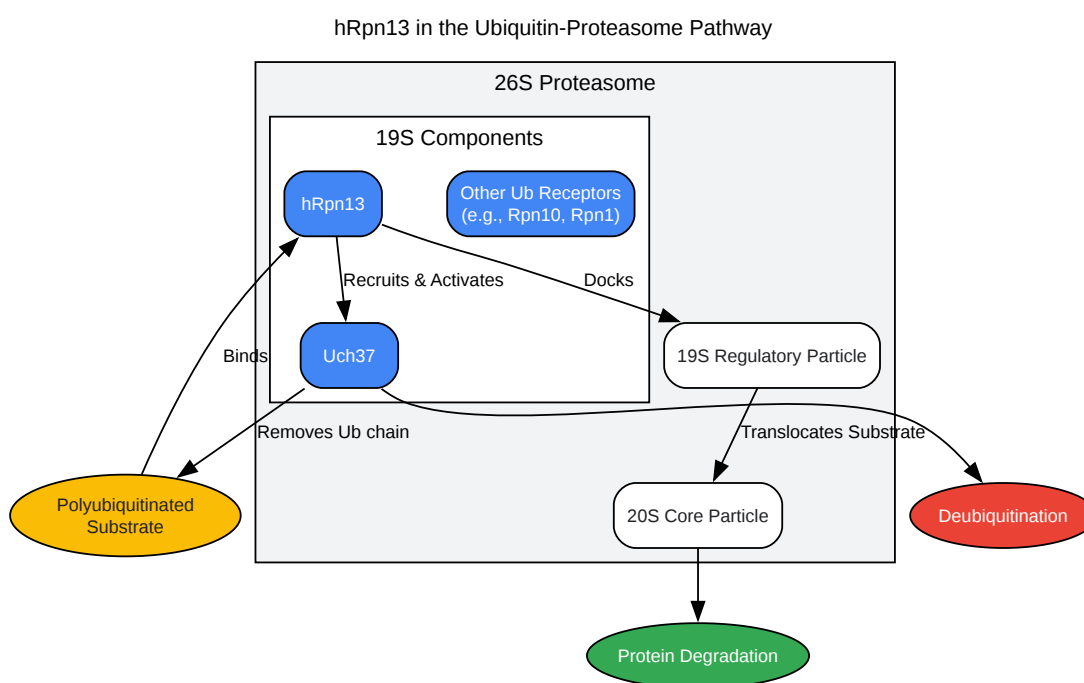 hRpn13 in the Ubiquitin-Proteasome Pathway
26S Proteasome
19S Components
hRpn13
Other Ub Receptors
(e.g., Rpn10, Rpn1)
Recruits & Activates
Docks
Binds
Uch37
19S Regulatory Particle
Removes Ub chain
Translocates Substrate
Polyubiquitinated
Substrate
20S Core Particle
Deubiquitination
Protein Degradation